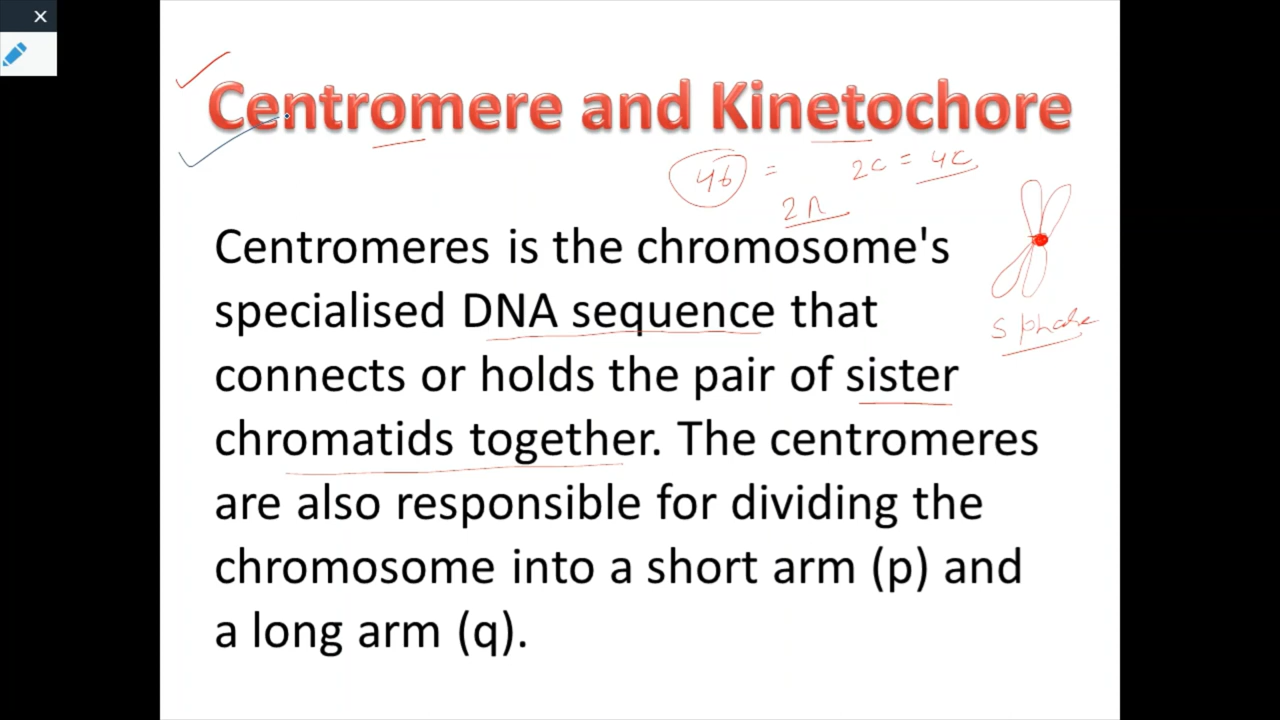 Centromere and Kinetochore
46 =
2n
2c = 4c
Centromeres is the chromosome's
specialised DNA sequence that
S phase
connects or holds the pair of sister
chromatids together. The centromeres
are also responsible for dividing the
chromosome into a short arm (p) and
a long arm (q).